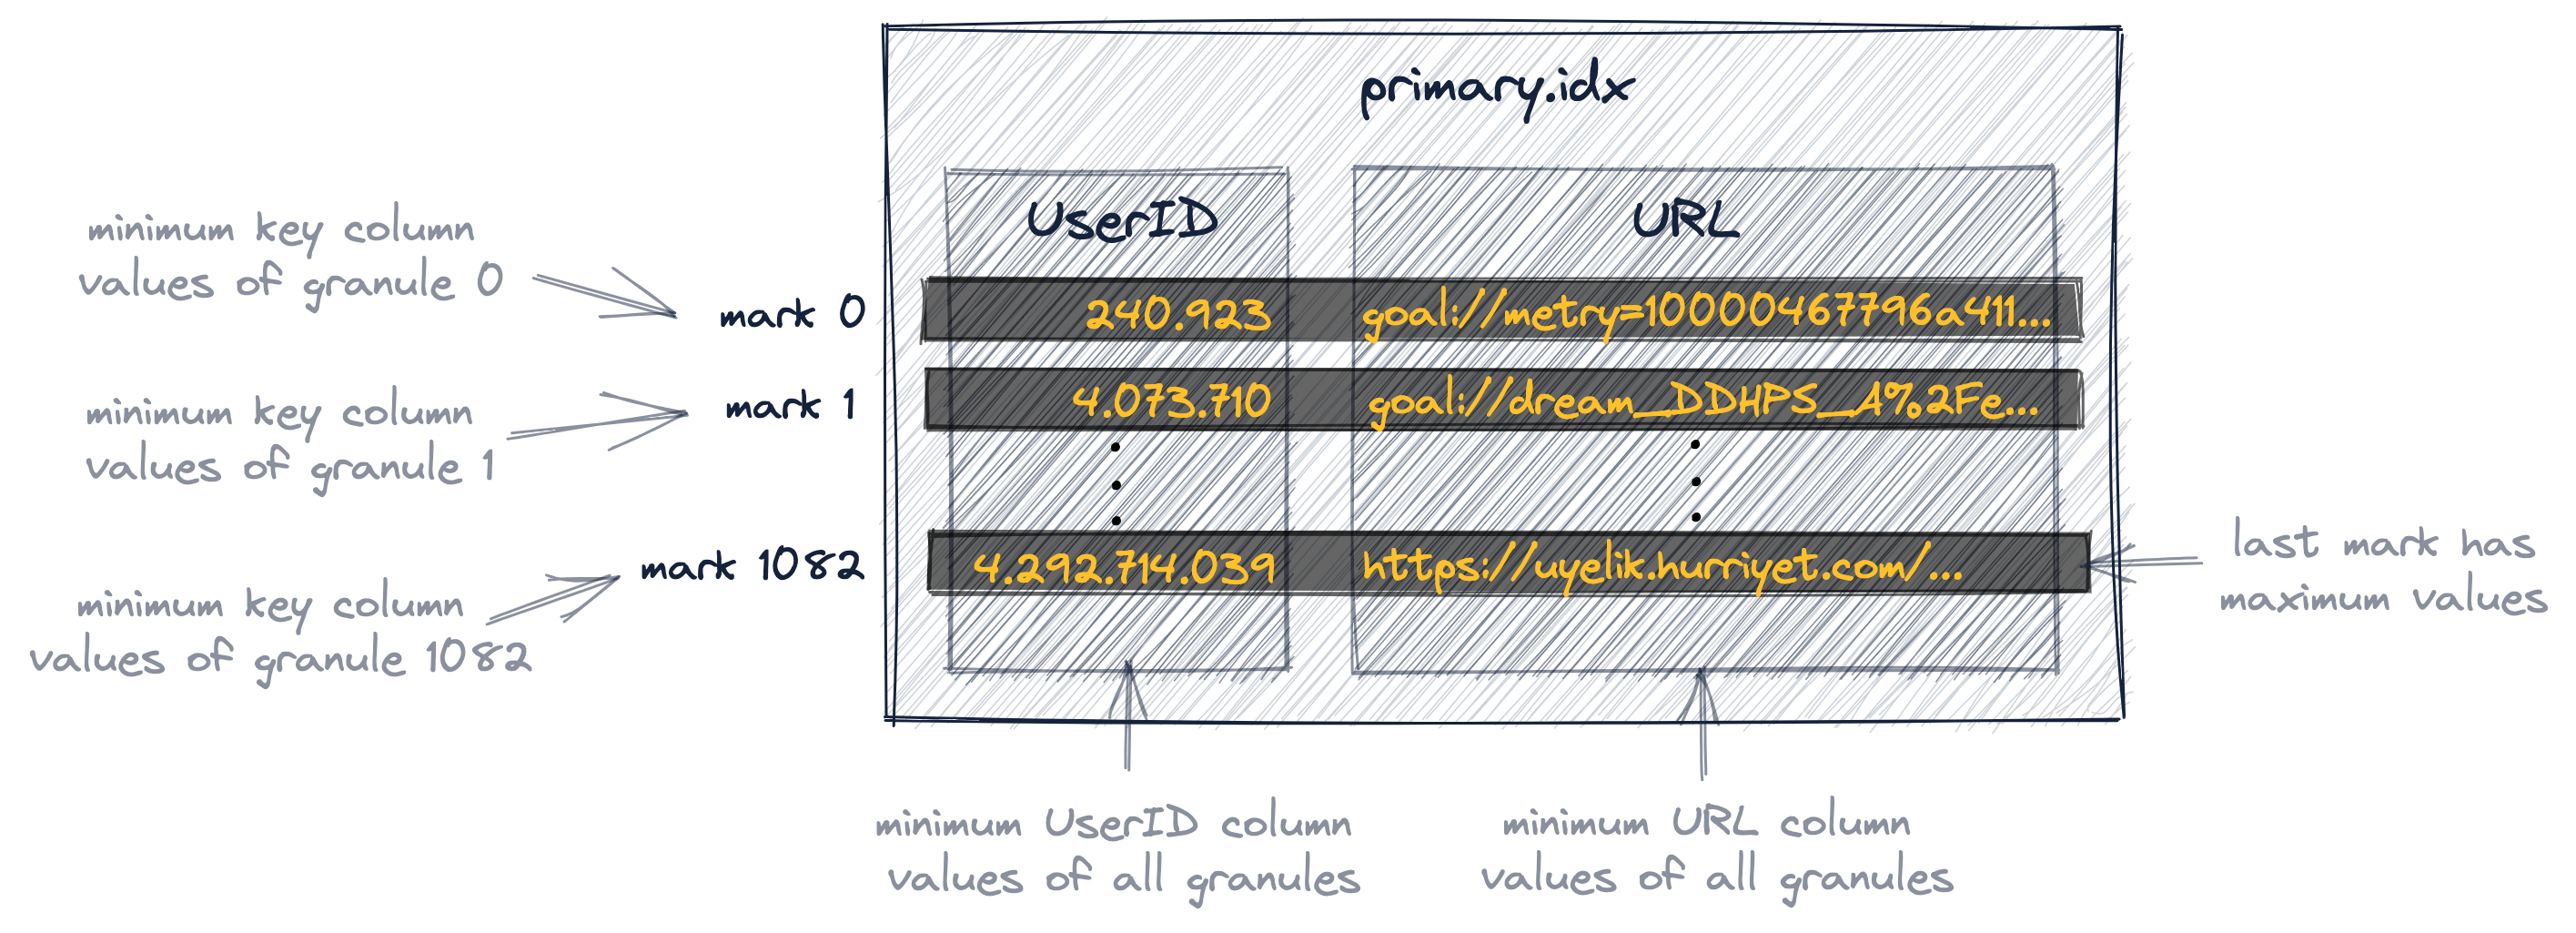 primary.idx
UserID URL
minimum key column
values of granule 0
mark 0 240.923 goal://metry=10000467796a411...
minimum key column
values of granule 1
mark 1 4.073.710 goal://dream_DDHPS_A%2Fe...
minimum key column
values of granule 1082
mark 1082 4.292.714.039 https://uyelik.hurriyet.com/...
last mark has
maximum values
minimum UserID column
values of all granules
minimum URL column
values of all granules